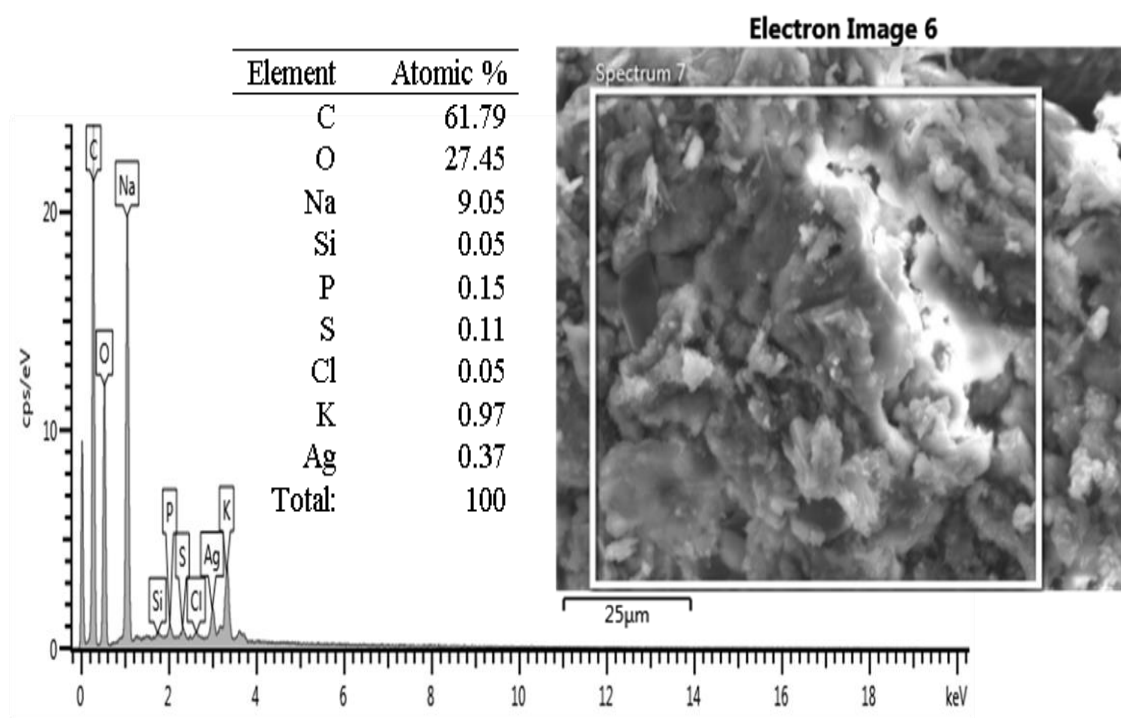 Electron Image 6
Element Atomic %
C 61.79
O 27.45
Na 9.05
Si 0.05
P 0.15
S 0.11
Cl 0.05
K 0.97
Ag 0.37
Total: 100
Spectrum 7
25µm
cps/eV
20
10
0
C
O
Na
Si
P
S
Cl
Ag
K
0 2 4 6 8 10 12 14 16 18 keV